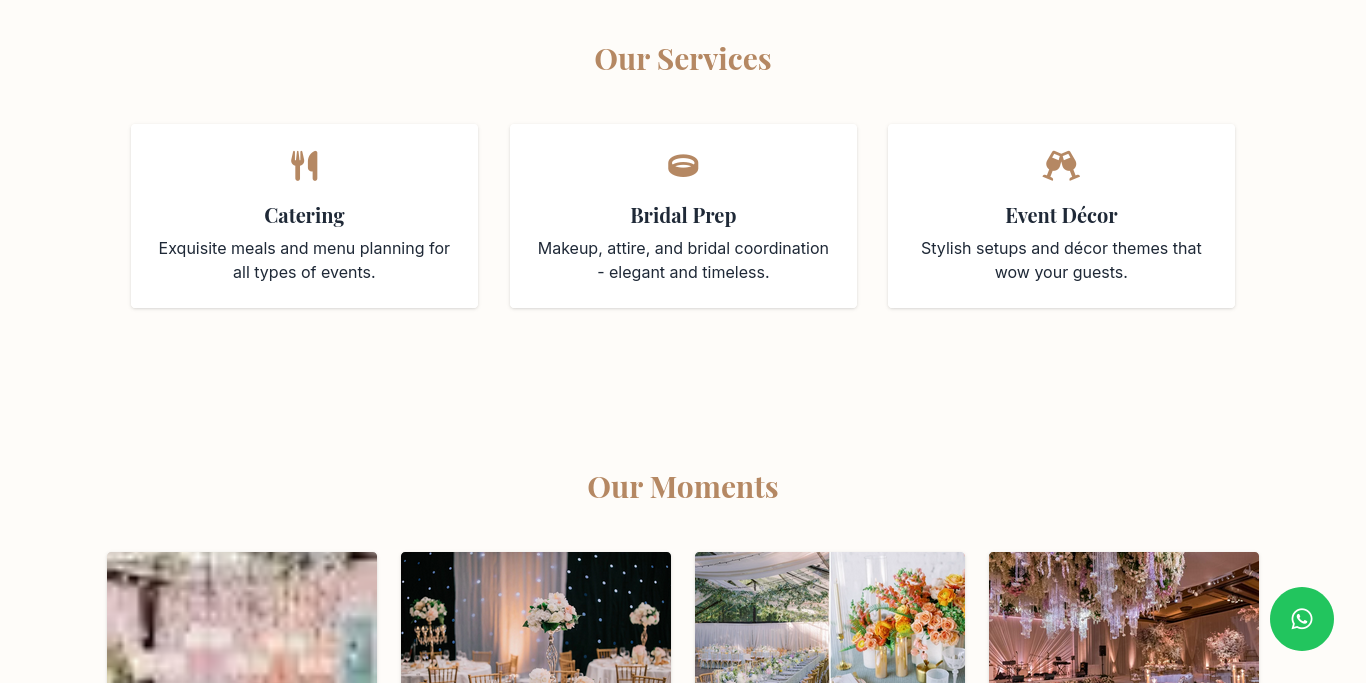 Our Services
Catering
Exquisite meals and menu planning for
all types of events.
Bridal Prep
Makeup, attire, and bridal coordination
- elegant and timeless.
Event Décor
Stylish setups and décor themes that
wow your guests.
Our Moments